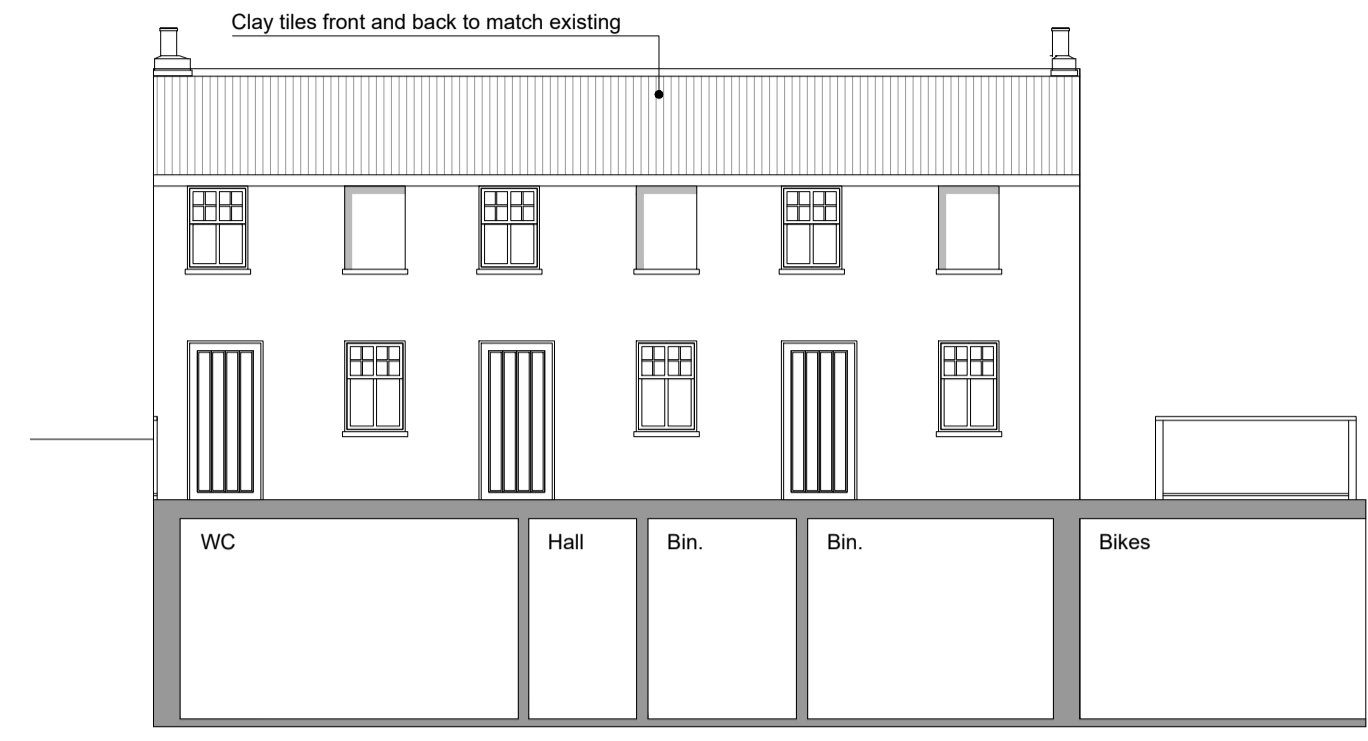 Clay tiles front and back to match existing
WC
Hall
Bin.
Bin.
Bikes